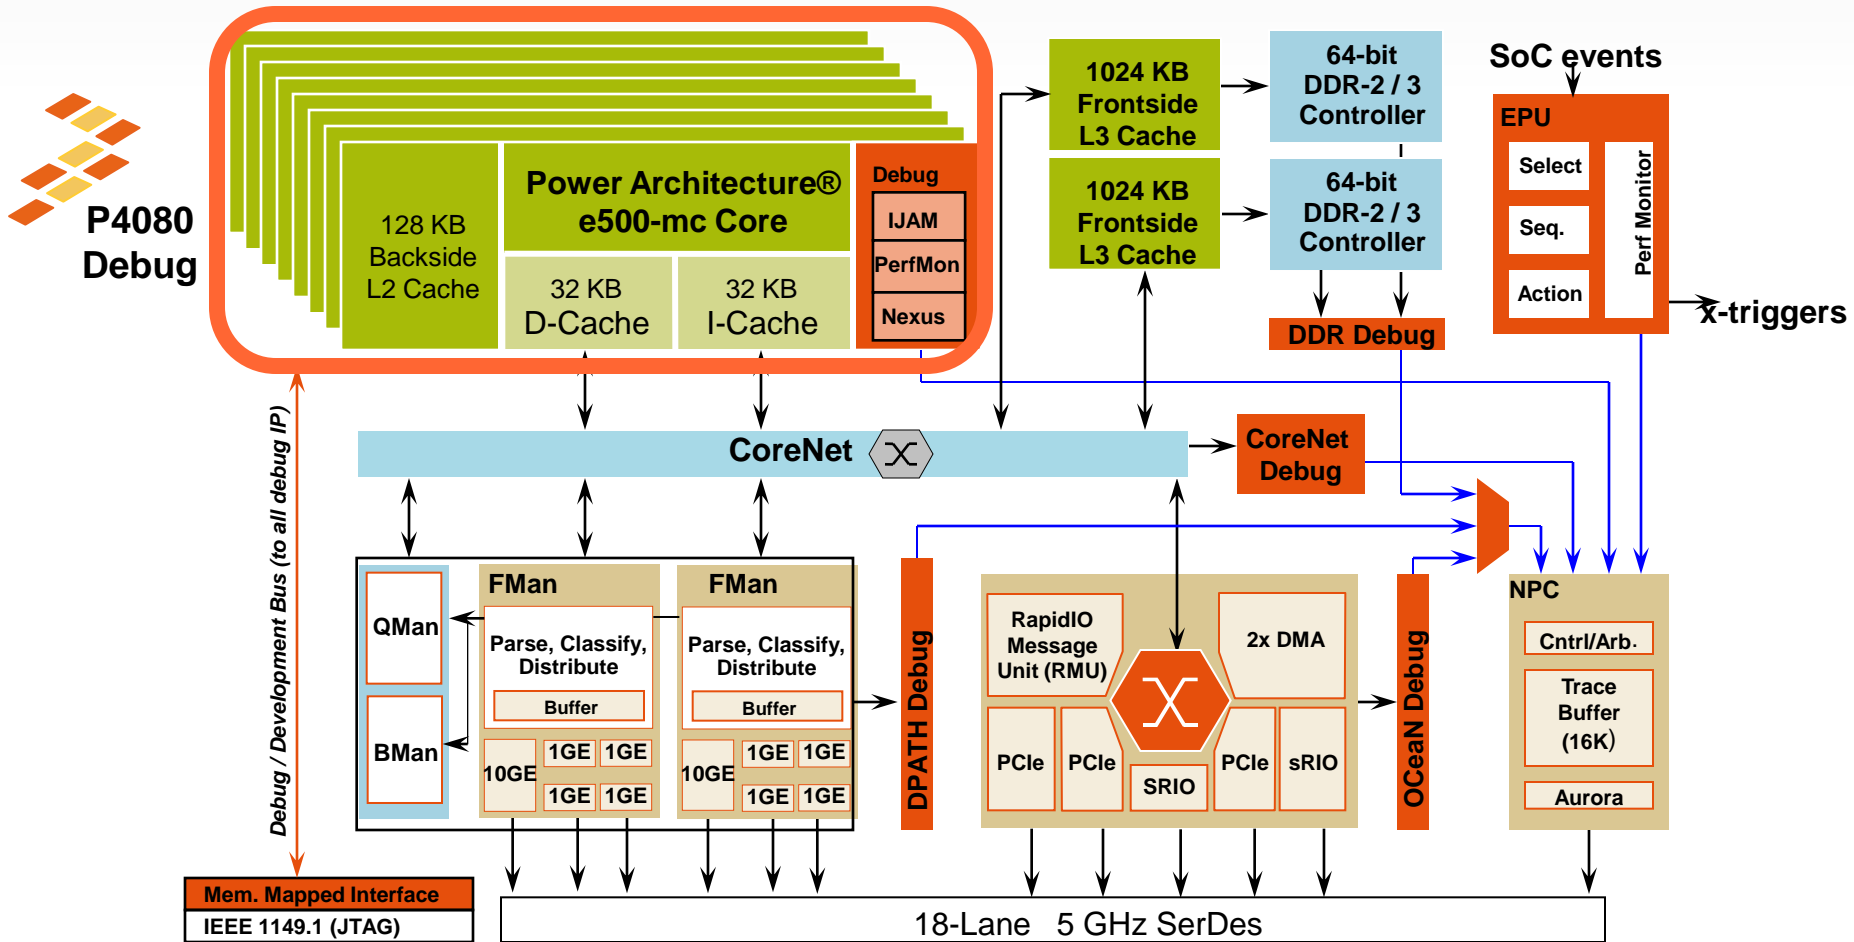 P4080
Debug
128 KB
Backside
L2 Cache
Power Architecture®
e500-mc Core
32 KB
D-Cache
32 KB
I-Cache
Debug
IJAM
PerfMon
Nexus
1024 KB
Frontside
L3 Cache
1024 KB
Frontside
L3 Cache
64-bit
DDR-2 / 3
Controller
64-bit
DDR-2 / 3
Controller
DDR Debug
SoC events
EPU
Select
Seq.
Action
Perf Monitor
x-triggers
CoreNet
CoreNet
Debug
Debug / Development Bus (to all debug IP)
QMan
BMan
FMan
Parse, Classify,
Distribute
Buffer
10GE
1GE
1GE
1GE
1GE
FMan
Parse, Classify,
Distribute
Buffer
10GE
1GE
1GE
1GE
1GE
DPATH Debug
RapidIO
Message
Unit (RMU)
2x DMA
PCIe
PCIe
SRIO
PCIe
sRIO
OCeaN Debug
NPC
Cntrl/Arb.
Trace
Buffer
(16K)
Aurora
Mem. Mapped Interface
IEEE 1149.1 (JTAG)
18-Lane 5 GHz SerDes